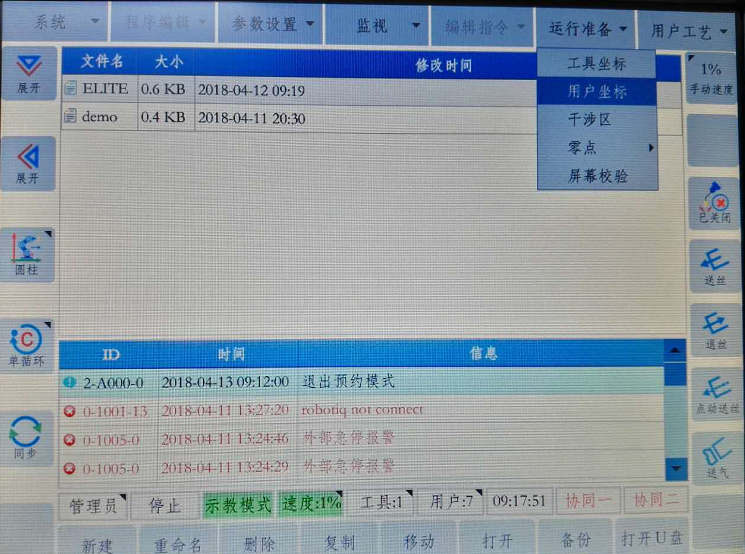 系统 程序编辑 参数设置 监视 编辑指令 运行准备 用户工艺
文件名 大小 修改时间
ELITE 0.6 KB 2018-04-12 09:19
demo 0.4 KB 2018-04-11 20:30
工具坐标
用户坐标
干涉区
零点
屏幕校验
展开
展开
圆柱
单循环
同步
1%
手动速度
已关闭
送丝
退丝
点动送丝
送气
ID 时间 信息
2-A000-0 2018-04-13 09:12:00 退出预约模式
0-1001-13 2018-04-11 13:27:20 robotiq not connect
0-1005-0 2018-04-11 13:24:46 外部急停报警
0-1005-0 2018-04-11 13:24:29 外部急停报警
管理员 停止 示教模式 速度:1% 工具:1 用户:7 09:17:51 协同一 协同二
新建 重命名 删除 复制 移动 打开 备份 打开U盘